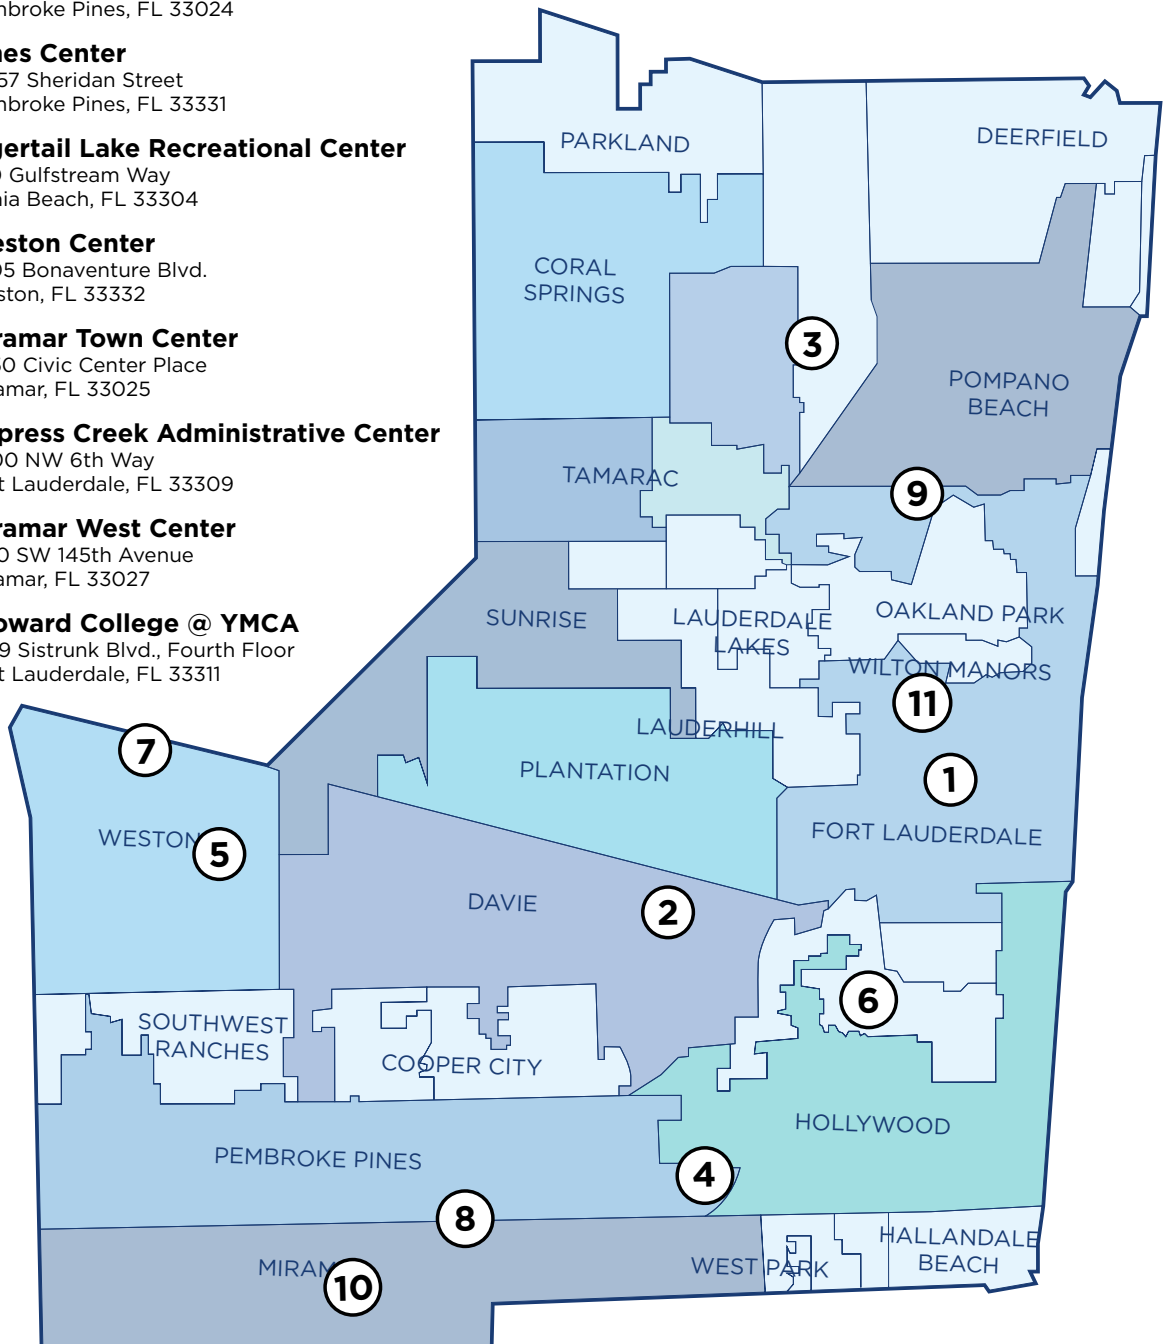 nbroke Pines, FL 33024
nes Center
57 Sheridan Street
nbroke Pines, FL 33331
gertail Lake Recreational Center
0 Gulfstream Way
nia Beach, FL 33304
eston Center
05 Bonaventure Blvd.
ston, FL 33332
ramar Town Center
50 Civic Center Place
amar, FL 33025
press Creek Administrative Center
00 NW 6th Way
t Lauderdale, FL 33309
ramar West Center
0 SW 145th Avenue
amar, FL 33027
oward College @ YMCA
9 Sistrunk Blvd., Fourth Floor
t Lauderdale, FL 33311
PARKLAND
DEERFIELD
CORAL
SPRINGS
3
POMPANO
BEACH
TAMARAC
9
SUNRISE
LAUDERDALE
LAKES
OAKLAND PARK
WILTON MANORS
11
LAUDERHILL
7
PLANTATION
1
WESTON
5
FORT LAUDERDALE
DAVIE
2
6
SOUTHWEST
RANCHES
COOPER CITY
HOLLYWOOD
PEMBROKE PINES
4
8
MIRAM
10
WEST PARK
HALLANDALE
BEACH